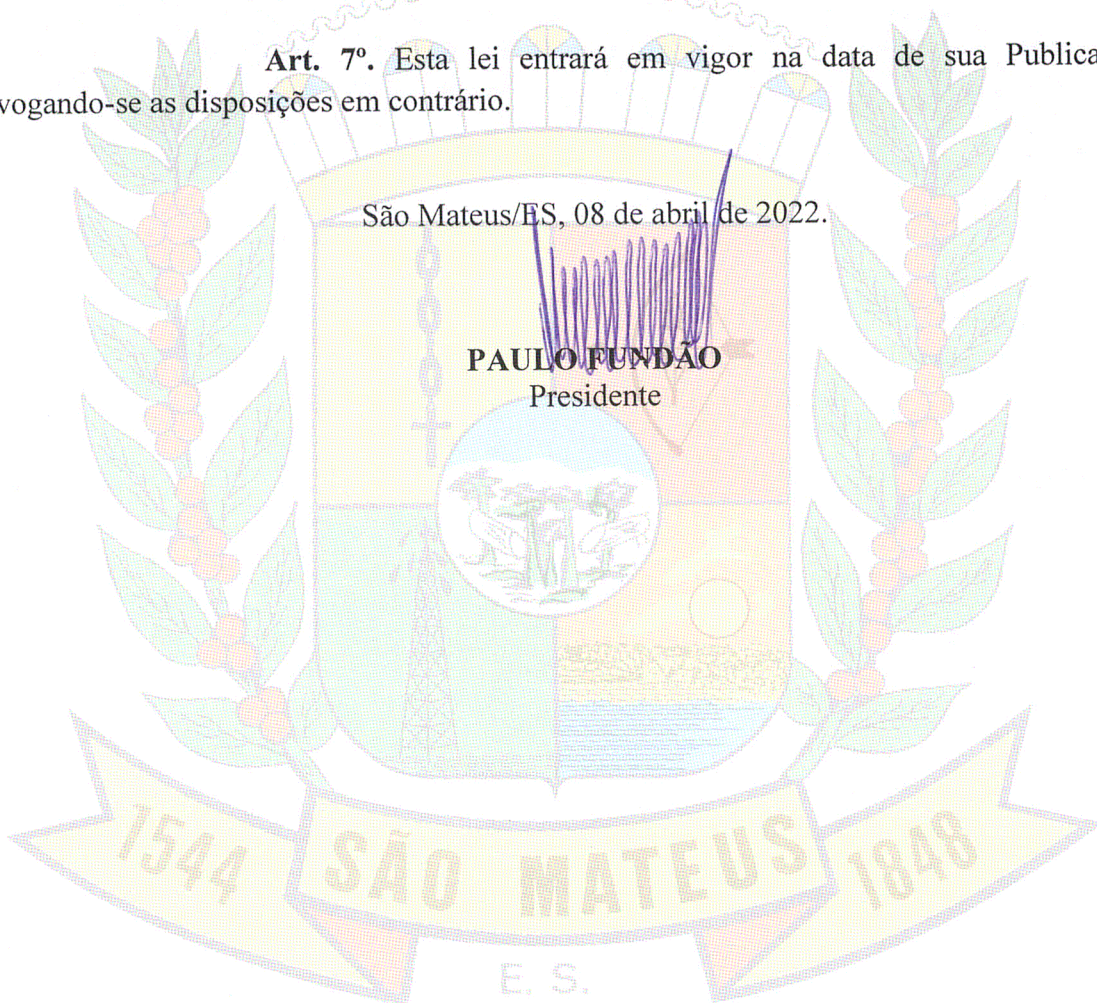 Art. 7º. Esta lei entrará em vigor na data de sua Publica
vogando-se as disposições em contrário.
São Mateus/ES, 08 de abril de 2022.
PAULO FUNDÃO
Presidente
1544 SÃO MATEUS 1848
E. S.